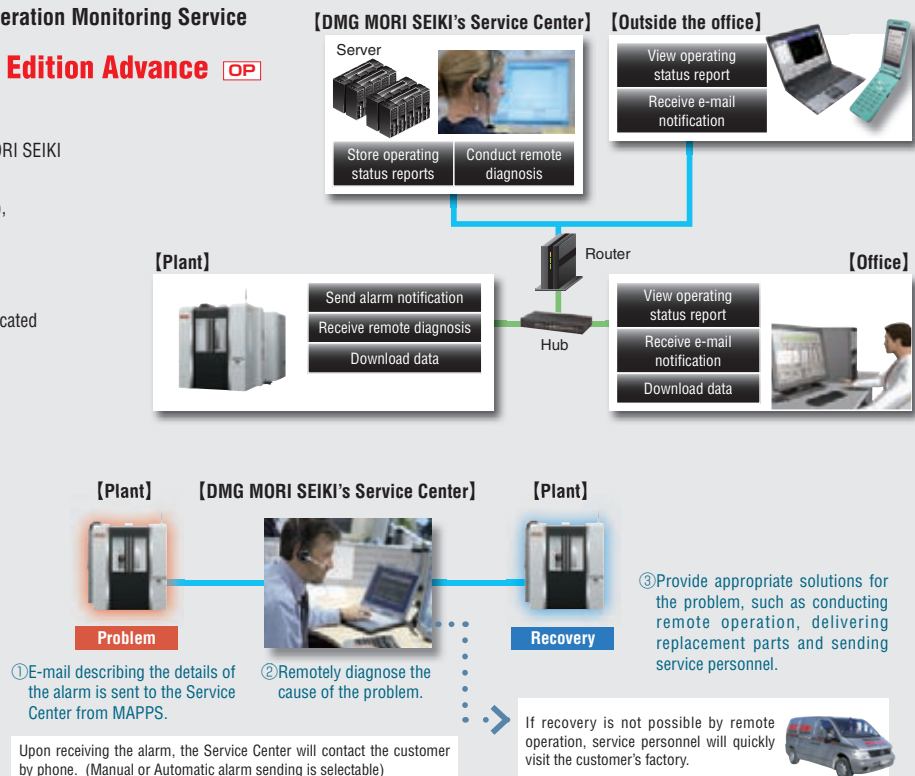 eration Monitoring Service
Edition Advance OP
RI SEIKI
,
cated
【DMG MORI SEIKI's Service Center】
Server
Store operating
status reports
Conduct remote
diagnosis
【Outside the office】
View operating
status report
Receive e-mail
notification
Router
Hub
【Plant】
Send alarm notification
Receive remote diagnosis
Download data
【Office】
View operating
status report
Receive e-mail
notification
Download data
【Plant】
【DMG MORI SEIKI's Service Center】
【Plant】
Problem
Recovery
①E-mail describing the details of
the alarm is sent to the Service
Center from MAPPS.
②Remotely diagnose the
cause of the problem.
③Provide appropriate solutions for
the problem, such as conducting
remote operation, delivering
replacement parts and sending
service personnel.
Upon receiving the alarm, the Service Center will contact the customer
by phone. (Manual or Automatic alarm sending is selectable)
If recovery is not possible by remote
operation, service personnel will quickly
visit the customer's factory.